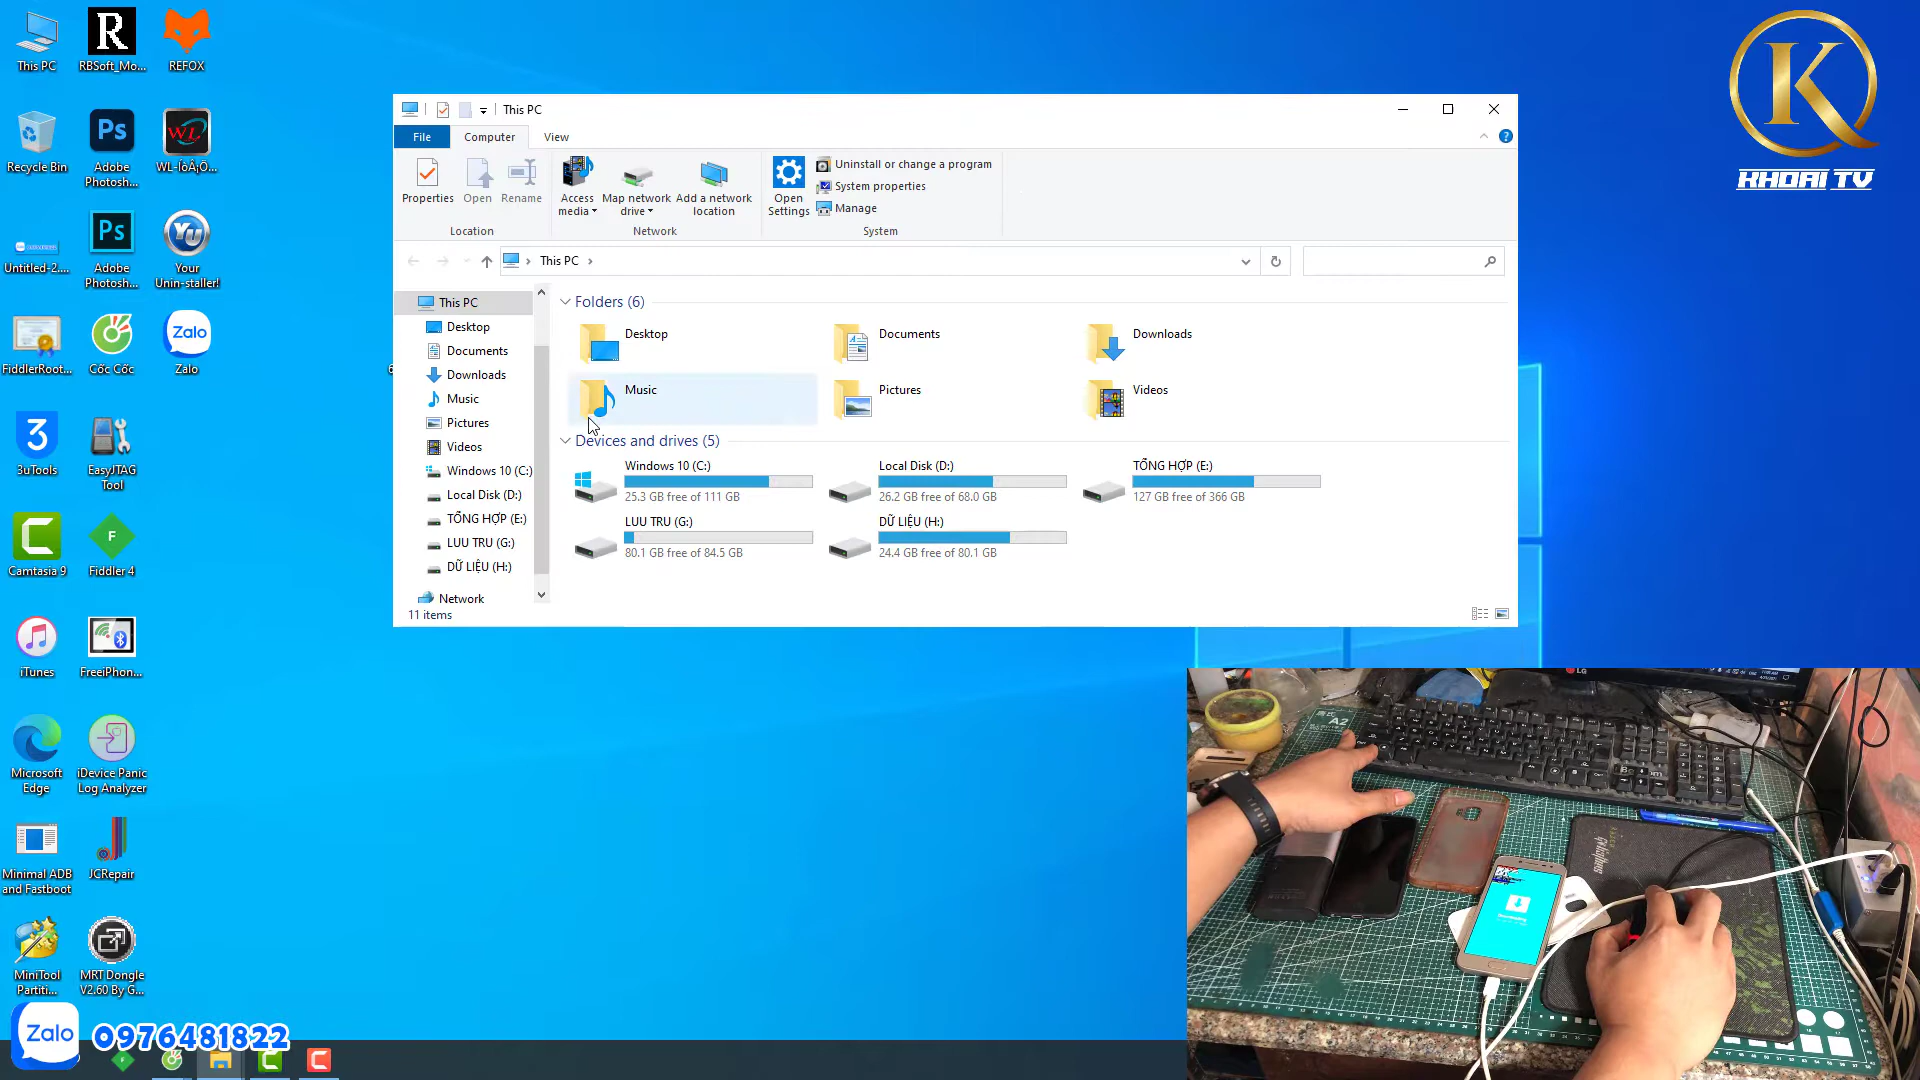 This PC
RBSoft_Mo...
REFOX
Recycle Bin
Adobe
Photosh...
WL-ÍòÂ¡Õ...
Untitled-2....
Adobe
Photosh...
Your
Unin-staller!
FiddlerRoot...
Cốc Cốc
Zalo
3uTools
EasyJTAG
Tool
Camtasia 9
Fiddler 4
iTunes
FreeiPhon...
Microsoft
Edge
iDevice Panic
Log Analyzer
Minimal ADB
and Fastboot
JCRepair
MiniTool
Partiti...
MRT Dongle
V2.60 By G...
Zalo
0976481822
This PC
File
Computer
View
Properties
Open
Rename
Access
media
Map network
drive
Add a network
location
Open
Settings
Uninstall or change a program
System properties
Manage
Location
Network
System
This PC
This PC
Desktop
Documents
Downloads
Music
Pictures
Videos
Windows 10 (C:)
Local Disk (D:)
TỔNG HỢP (E:)
LUU TRU (G:)
DỮ LIỆU (H:)
Network
Folders (6)
Desktop
Documents
Downloads
Music
Pictures
Videos
Devices and drives (5)
Windows 10 (C:)
25.3 GB free of 111 GB
Local Disk (D:)
26.2 GB free of 68.0 GB
TỔNG HỢP (E:)
127 GB free of 366 GB
LUU TRU (G:)
80.1 GB free of 84.5 GB
DỮ LIỆU (H:)
24.4 GB free of 80.1 GB
11 items
K
KHOAI TV
LG
A2